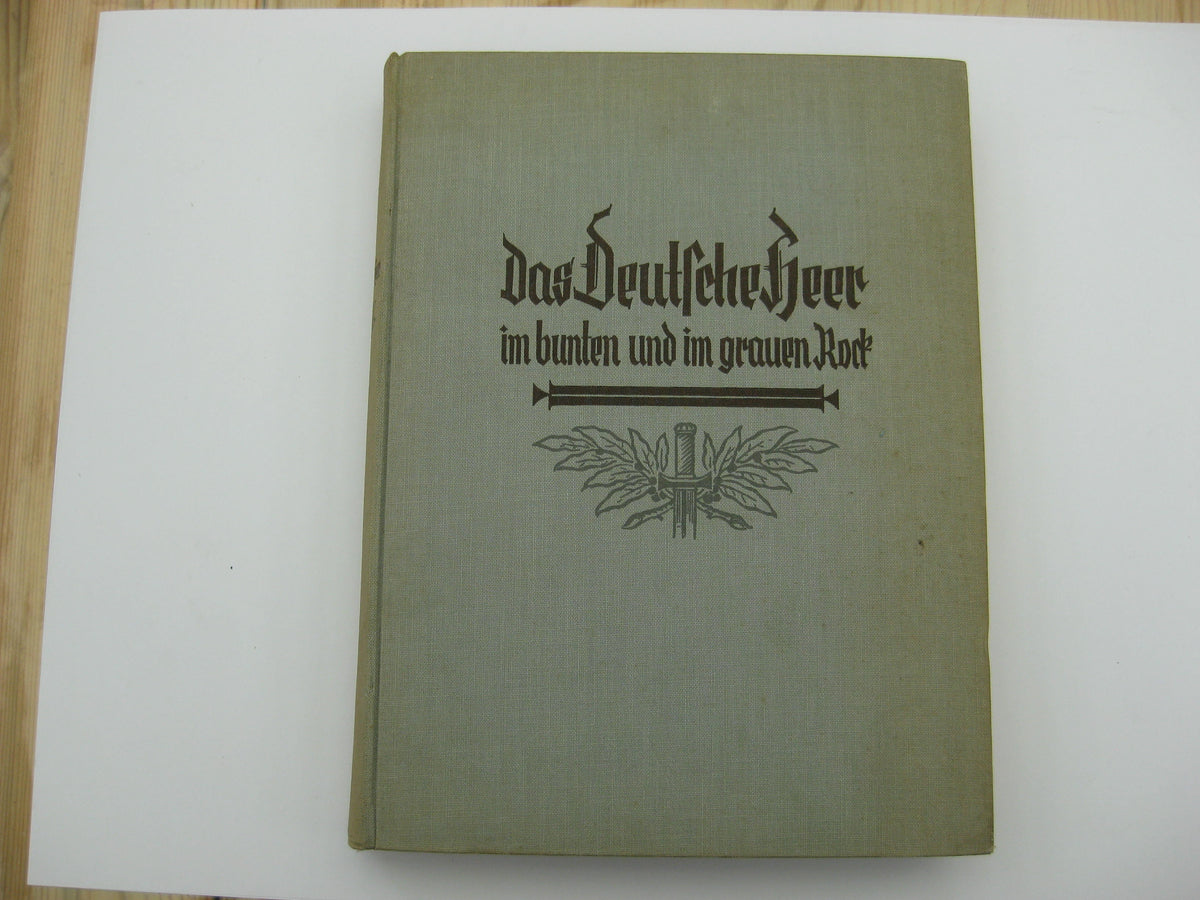 Das Deutsche Heer
im bunten und im grauen Rock